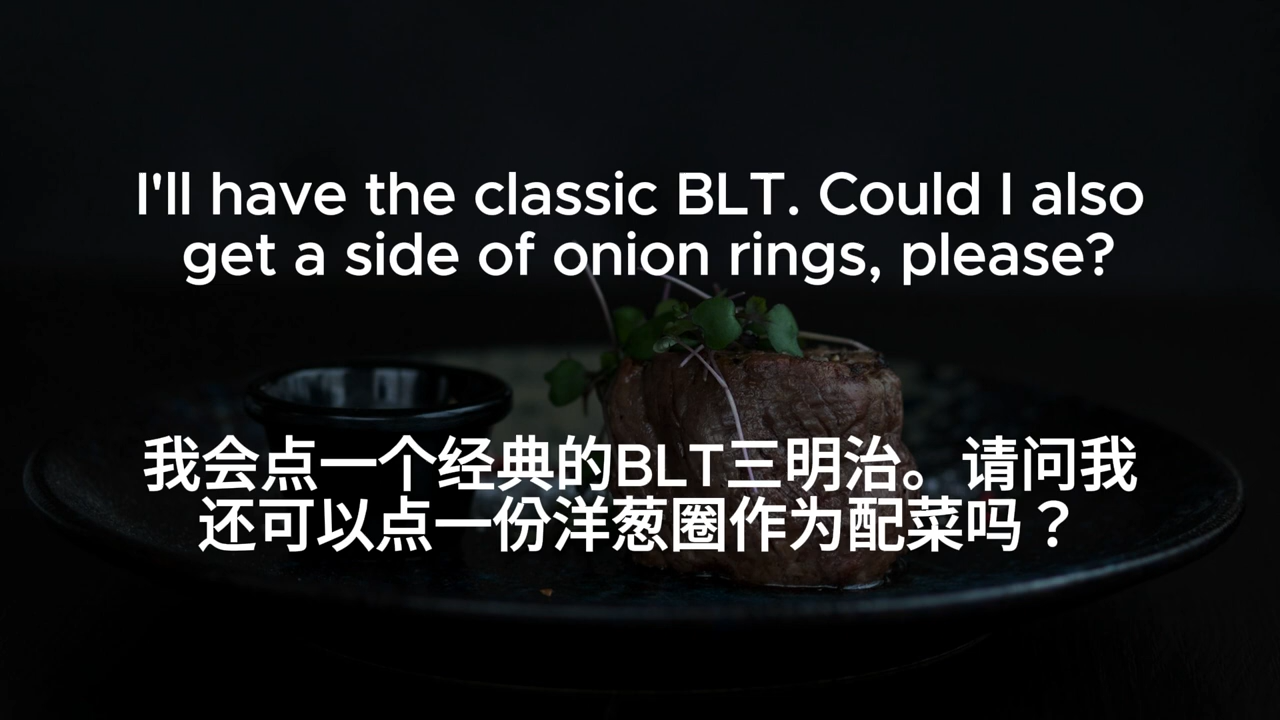 I'll have the classic BLT. Could I also
get a side of onion rings, please?
我会点一个经典的BLT三明治。请问我
还可以点一份洋葱圈作为配菜吗？